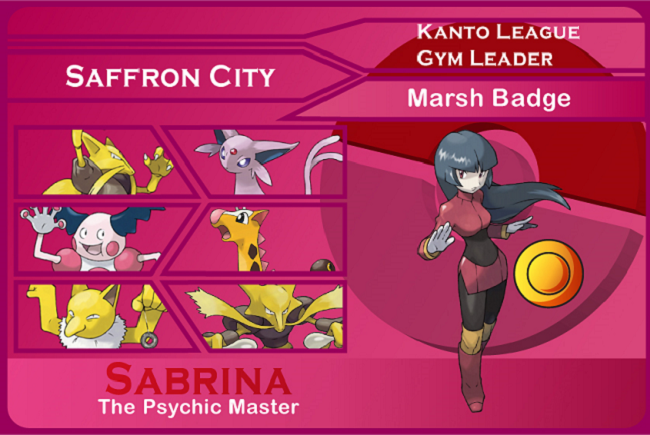 Kanto League
Gym Leader
Saffron City
Marsh Badge
Sabrina
The Psychic Master